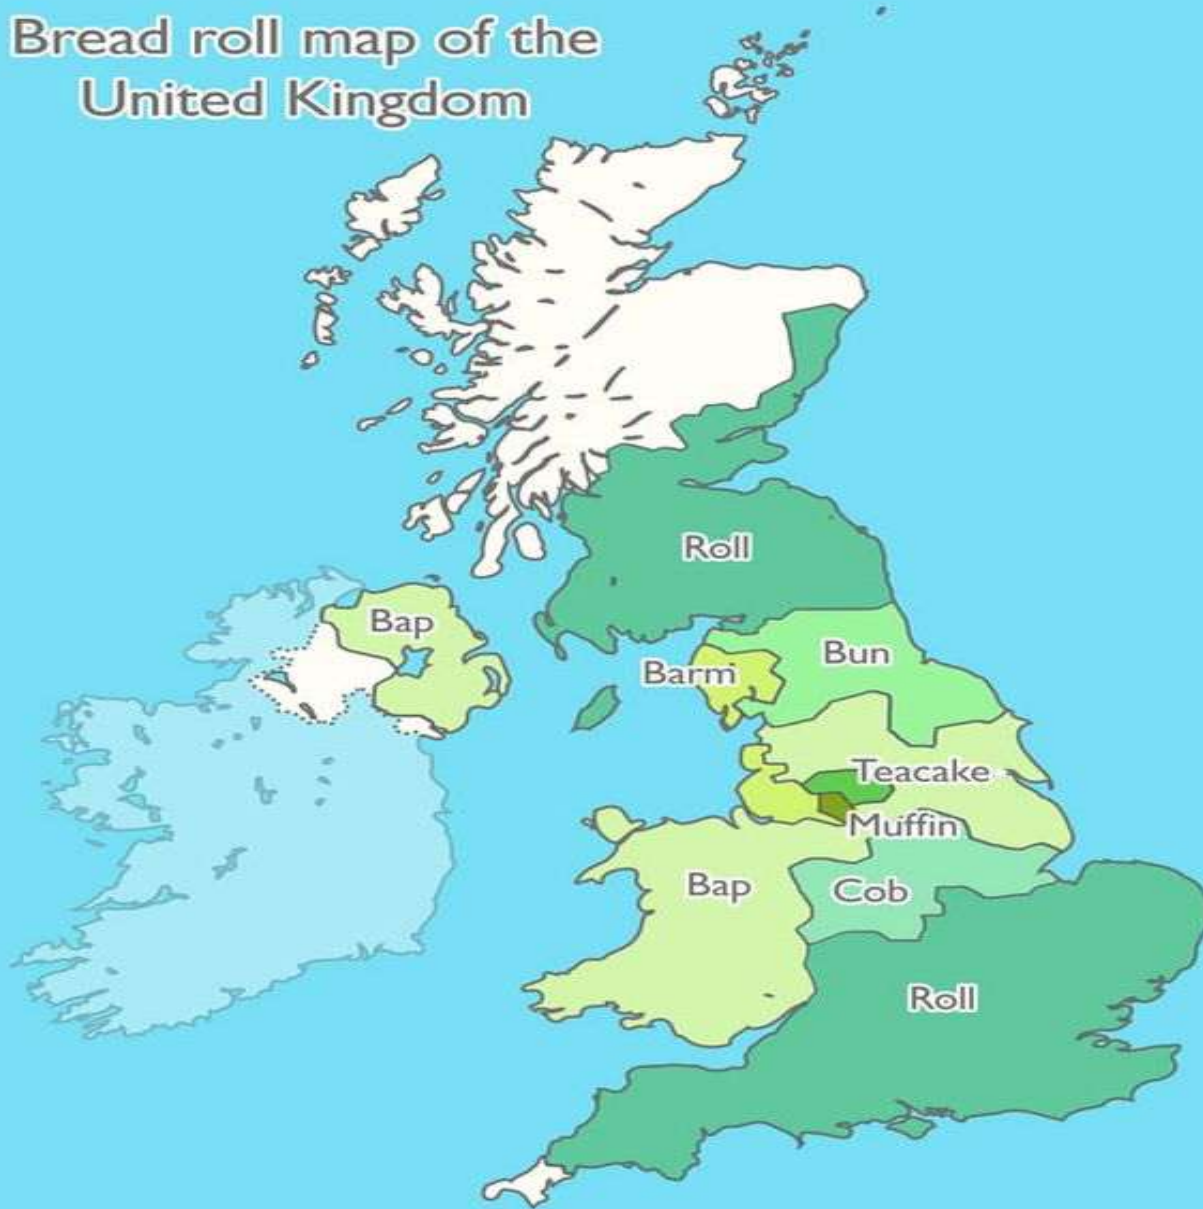 Bread roll map of the
United Kingdom
Roll
Bap
Bun
Barm
Teacake
Muffin
Bap
Cob
Roll